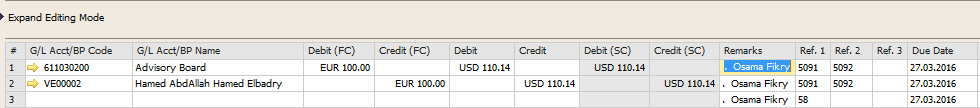 Expand Editing Mode
# G/L Acct/BP Code G/L Acct/BP Name Debit (FC) Credit (FC) Debit Credit Debit (SC) Credit (SC) Remarks Ref. 1 Ref. 2 Ref. 3 Due Date
1 611030200 Advisory Board EUR 100.00 USD 110.14 USD 110.14 . Osama Fikry 5091 5092 27.03.2016
2 VE00002 Hamed AbdAllah Hamed Elbadry EUR 100.00 USD 110.14 USD 110.14 . Osama Fikry 5091 5092 27.03.2016
3 . Osama Fikry 58 27.03.2016